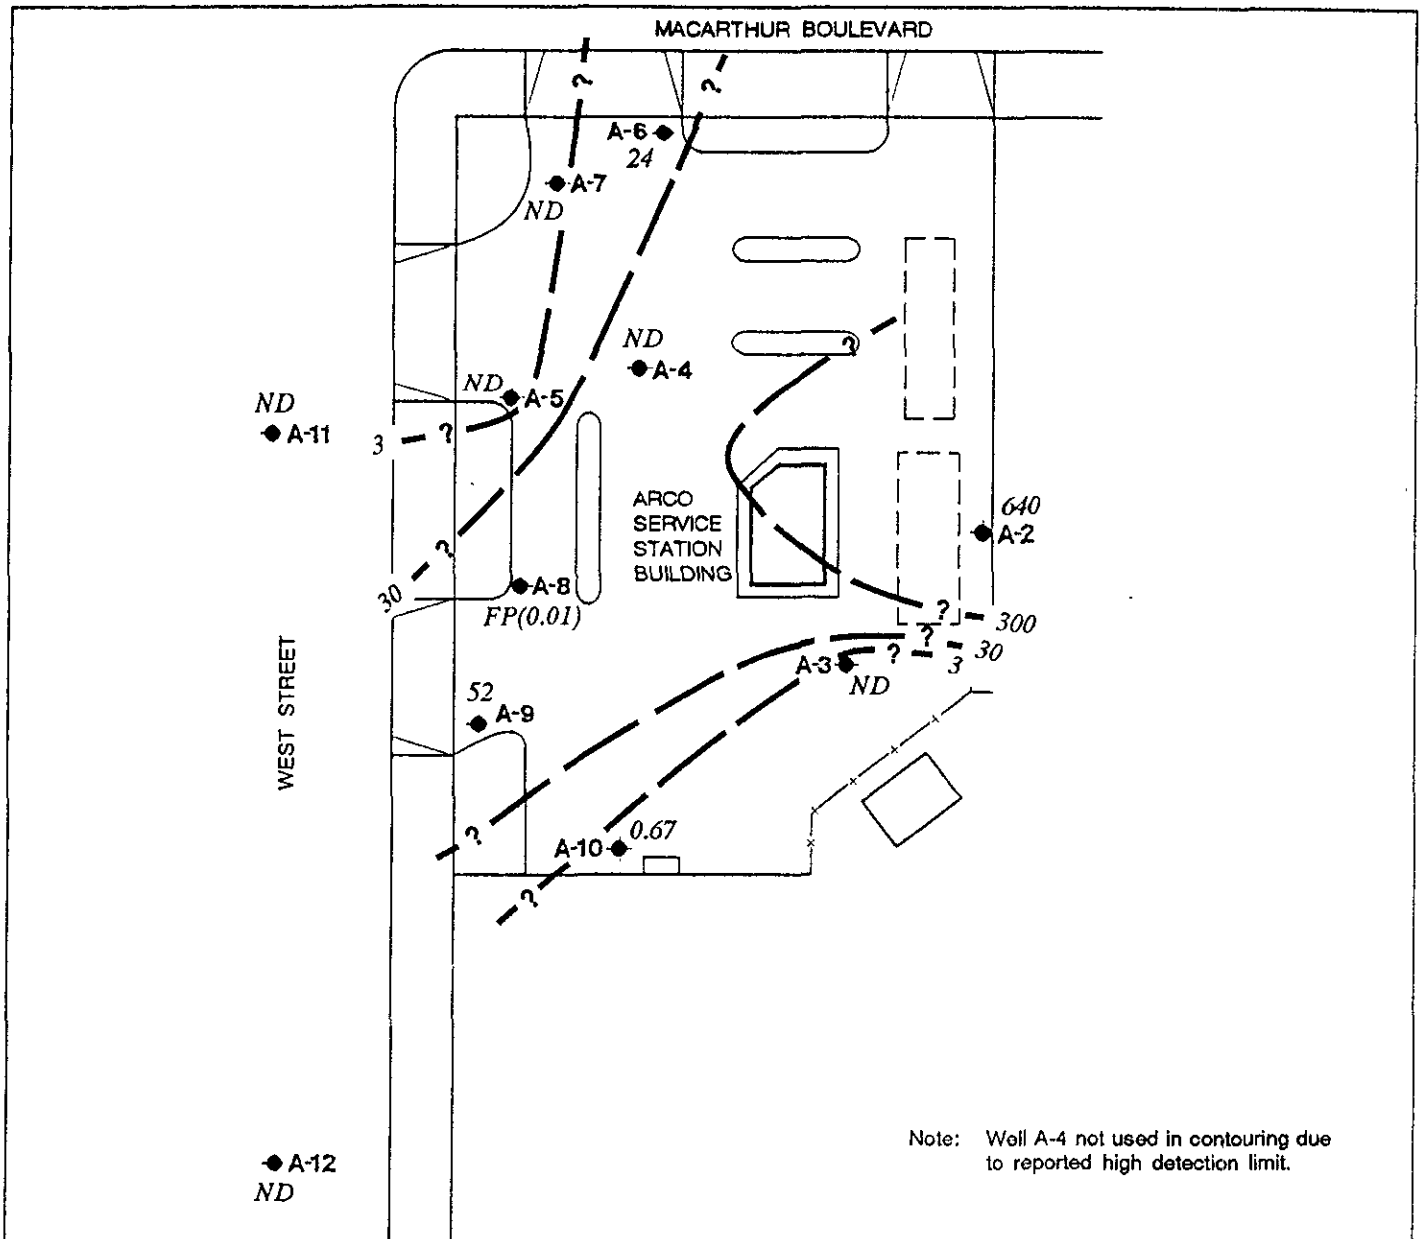 MACARTHUR BOULEVARD
?
?
A-6
24
A-7
ND
ND
A-4
?
ND
A-5
ND
A-11
3
?
ARCO
SERVICE
STATION
BUILDING
640
A-2
?
30
A-8
FP(0.01)
?
300
?
30
?
3
A-3
ND
WEST STREET
52
A-9
?
0.67
A-10
?
Note: Well A-4 not used in contouring due
to reported high detection limit.
A-12
ND